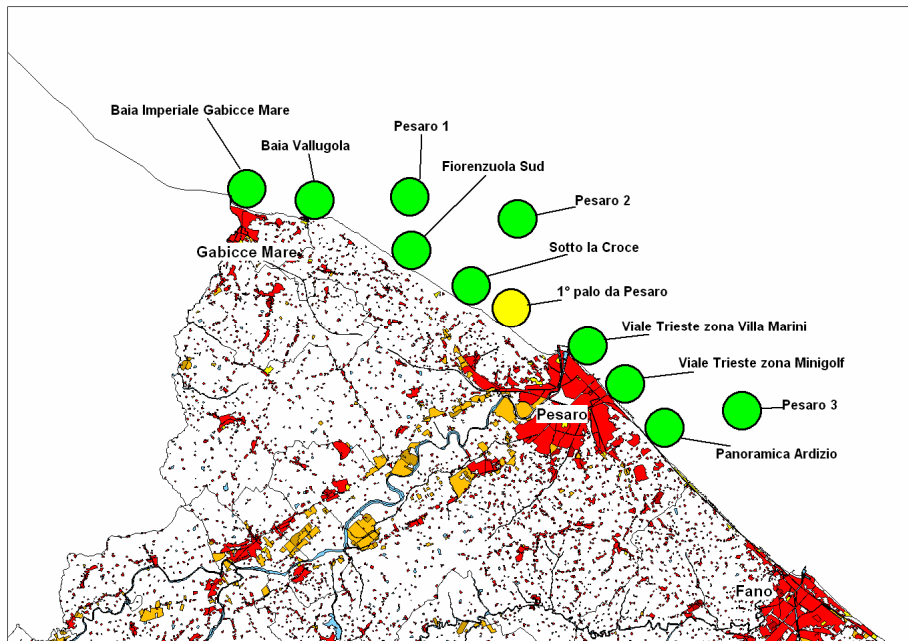 Baia Imperiale Gabicce Mare
Baia Vallugola
Pesaro 1
Fiorenzuola Sud
Pesaro 2
Sotto la Croce
Gabicce Mare
1° palo da Pesaro
Viale Trieste zona Villa Marini
Viale Trieste zona Minigolf
Pesaro 3
Pesaro
Panoramica Ardizio
Fano